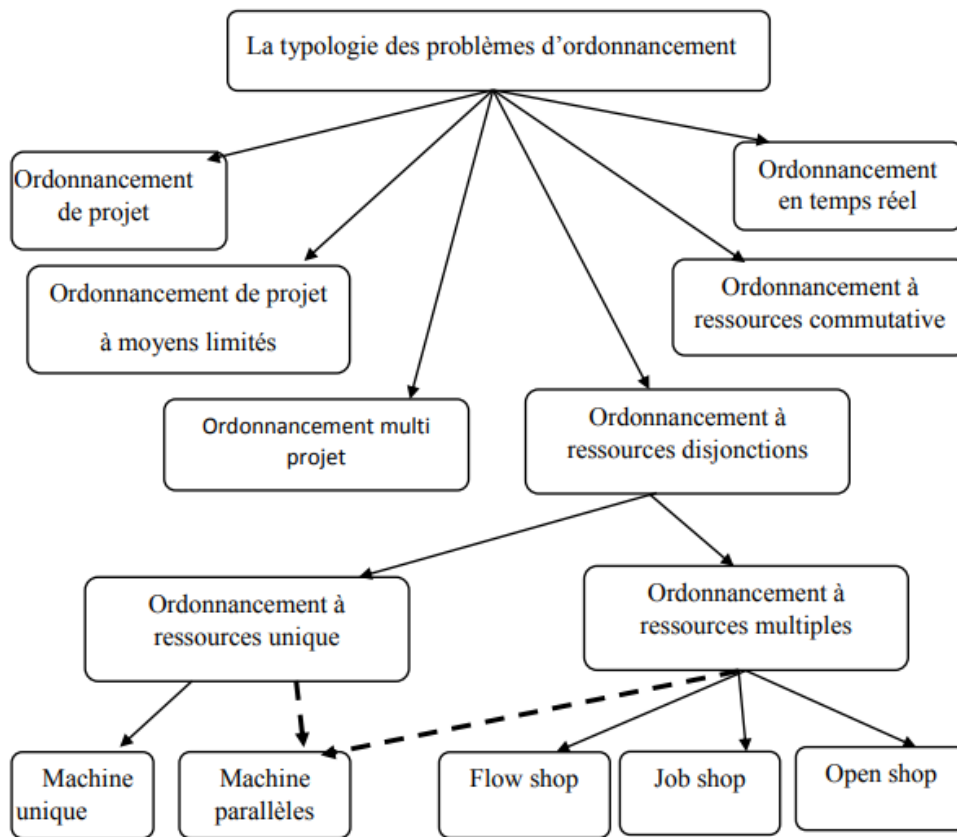 La typologie des problèmes d'ordonnancement
Ordonnancement
de projet
Ordonnancement
en temps réel
Ordonnancement de projet
à moyens limités
Ordonnancement à
ressources commutative
Ordonnancement multi
projet
Ordonnancement à
ressources disjonctions
Ordonnancement à
ressources unique
Ordonnancement à
ressources multiples
Machine
unique
Machine
parallèles
Flow shop
Job shop
Open shop